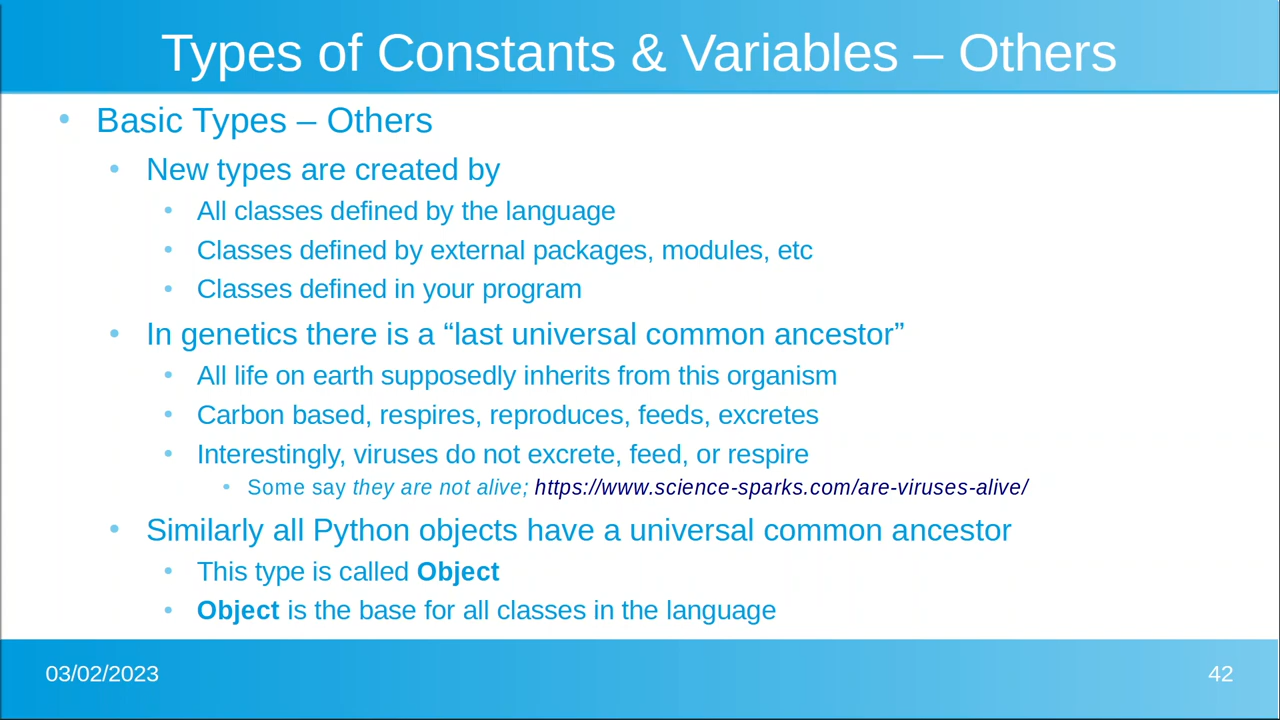 Types of Constants & Variables – Others
• Basic Types – Others
• New types are created by
• All classes defined by the language
• Classes defined by external packages, modules, etc
• Classes defined in your program
• In genetics there is a “last universal common ancestor”
• All life on earth supposedly inherits from this organism
• Carbon based, respires, reproduces, feeds, excretes
• Interestingly, viruses do not excrete, feed, or respire
• Some say they are not alive; https://www.science-sparks.com/are-viruses-alive/
• Similarly all Python objects have a universal common ancestor
• This type is called Object
• Object is the base for all classes in the language
03/02/2023
42